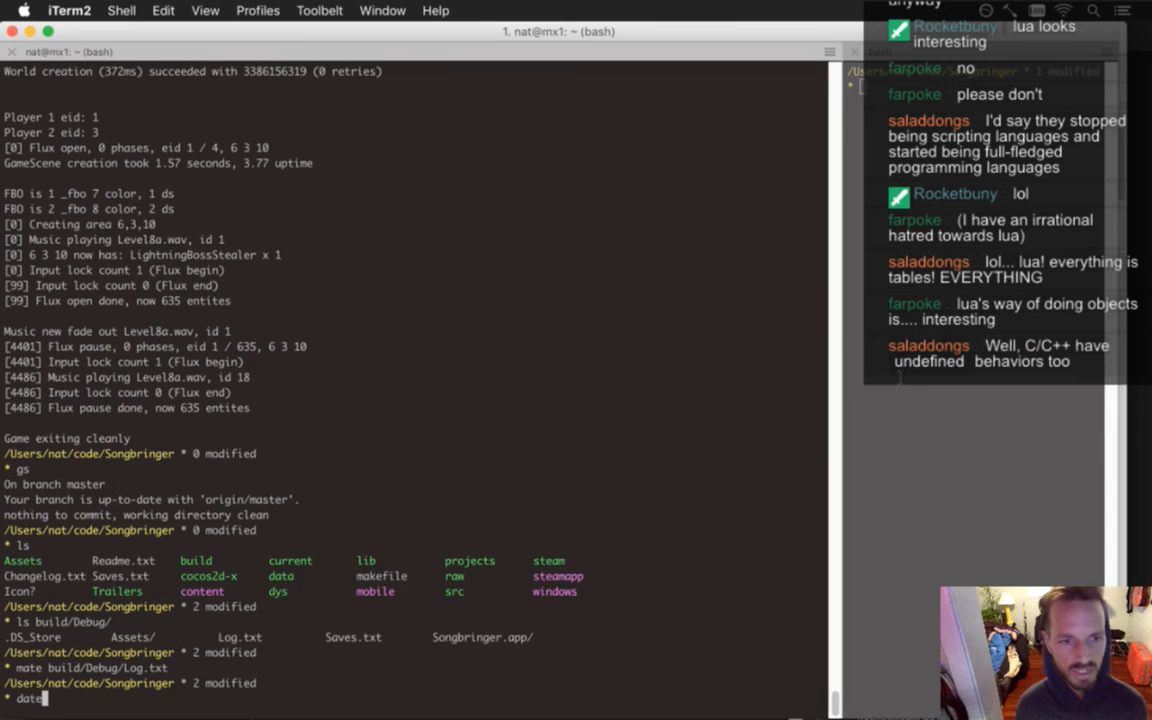 iTerm2 Shell Edit View Profiles Toolbelt Window Help
1. nat@mx1: ~ (bash)
nat@mx1: ~ (bash)
World creation (372ms) succeeded with 3386156319 (0 retries)
Player 1 eid: 1
Player 2 eid: 3
[0] Flux open, 0 phases, eid 1 / 4, 6 3 10
GameScene creation took 1.57 seconds, 3.77 uptime
FBO is 1 _fbo 7 color, 1 ds
FBO is 2 _fbo 8 color, 2 ds
[0] Creating area 6,3,10
[0] Music playing Level8a.wav, id 1
[0] 6 3 10 now has: LightningBossStealer x 1
[0] Input lock count 1 (Flux begin)
[99] Input lock count 0 (Flux end)
[99] Flux open done, now 635 entites
Music new fade out Level8a.wav, id 1
[4401] Flux pause, 0 phases, eid 1 / 635, 6 3 10
[4401] Input lock count 1 (Flux begin)
[4486] Music playing Level8a.wav, id 18
[4486] Input lock count 0 (Flux end)
[4486] Flux pause done, now 635 entites
Game exiting cleanly
/Users/nat/code/Songbringer * 0 modified
* gs
On branch master
Your branch is up-to-date with 'origin/master'.
nothing to commit, working directory clean
/Users/nat/code/Songbringer * 0 modified
* ls
Assets Readme.txt build current lib projects steam
Changelog.txt Saves.txt cocos2d-x data makefile raw steamapp
Icon? Trailers content dys mobile src windows
/Users/nat/code/Songbringer * 2 modified
* ls build/Debug/
.DS_Store Assets/ Log.txt Saves.txt Songbringer.app/
/Users/nat/code/Songbringer * 2 modified
* mate build/Debug/Log.txt
/Users/nat/code/Songbringer * 2 modified
* date
anyway
Rocketbuny lua looks
interesting
farpoke no
farpoke please don't
saladdongs I'd say they stopped
being scripting languages and
started being full-fledged
programming languages
Rocketbuny lol
farpoke (I have an irrational
hatred towards lua)
saladdongs lol... lua! everything is
tables! EVERYTHING
farpoke lua's way of doing objects
is.... interesting
saladdongs Well, C/C++ have
undefined behaviors too